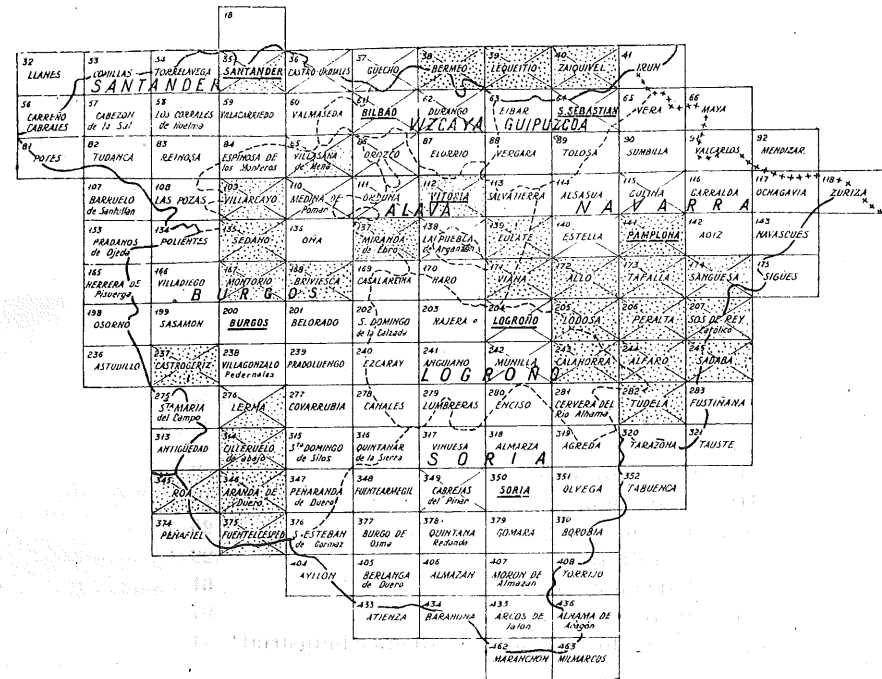 18
32 LLANES
33 COMILLAS
34 TORRELAVEGA
35 SANTANDER
36 CASTRO-URDIALES
37 GUECHO
38 BERMEO
39 LEQUEITIO
40 ZAIQUIVEL
41 IRUN
SANTANDER
56 CARREÑO CABRALES
57 CABEZON de la Sal
58 LOS CORRALES de Buelna
59 VILLACARRIEDO
60 VALMASEDA
61 BILBAO
62 DURANGO
63 EIBAR
64 S. SEBASTIAN
65 VERA
66 MAYA
VIZCAYA GUIPUZCOA
81 POTES
82 TUDANCA
83 REINOSA
84 ESPINOSA DE los Monteros
85 VILLASANA de Mena
86 OROZCO
87 ELORRIO
88 VERGARA
89 TOLOSA
90 SUMBILLA
91 VALCARLOS
92 MENDIZAR
107 BARRUELO de Santullan
108 LAS POZAS
109 VILLARCAYO
110 MEDINA DE Pomar
111 ORDUÑA
112 VITORIA
113 SALVATIERRA
114 ALSASUA
115 GULINA
116 GARRALDA
117 OCHAGAVIA
118 ZURIZA
ALAVA NAVARRA
133 PRADANOS de Ojeda
134 POLIENTES
135 SEDANO
136 OÑA
137 MIRANDA de Ebro
138 LA PUEBLA de Arganzón
139 EULATE
140 ESTELLA
141 PAMPLONA
142 AOIZ
143 NAVASCUES
165 HERRERA DE Pisuerga
166 VILLADIEGO
167 MONTORIO
168 BRIVIESCA
169 CASALARREINA
170 HARO
171 VIANA
172 ALLO
173 TAFALLA
174 SANGUESA
175 SIGUES
BURGOS
198 OSORNO
199 SASAMON
200 BURGOS
201 BELORADO
202 S. DOMINGO de la Calzada
203 NAJERA
204 LOGROÑO
205 LODOSA
206 PERALTA
207 SOS DE REY Católico
236 ASTUDILLO
237 CASTROGERIZ
238 VILLAGONZALO Pedernales
239 PRADOLUENGO
240 EZCARAY
241 ANGUIANO
242 MUNILLA
243 CALAHORRA
244 ALFARO
245 SADABA
LOGROÑO
275 Sta MARIA del Campo
276 LERMA
277 COVARRUBIA
278 CANALES
279 LUMBRERAS
280 ENCISO
281 CERVERA DEL Rio Alhama
282 TUDELA
283 FUSTIÑANA
313 ANTIGÜEDAD
314 CILLERUELO de abajo
315 Sto DOMINGO de Silos
316 QUINTANAR de la Sierra
317 VINUESA
318 ALMARZA
319 AGREDA
320 TARAZONA
321 TAUSTE
SORIA
345 ROA
346 ARANDA DE Duero
347 PEÑARANDA de Duero
348 FUENTEARMEGIL
349 CABREJAS del Pinar
350 SORIA
351 OLVEGA
352 TABUENCA
374 PEÑAFIEL
375 FUENTELCESPED
376 S. ESTEBAN de Gormaz
377 BURGO DE Osma
378 QUINTANA Redonda
379 GOMARA
380 BOROBIA
404 AYLLON
405 BERLANGA de Duero
406 ALMAZAN
407 MORON DE Almazan
408 TORRIJO
433 ATIENZA
434 BARAHONA
435 ARCOS DE Jalon
436 ALHAMA DE Aragón
462 MARANCHON
463 MILMARCOS